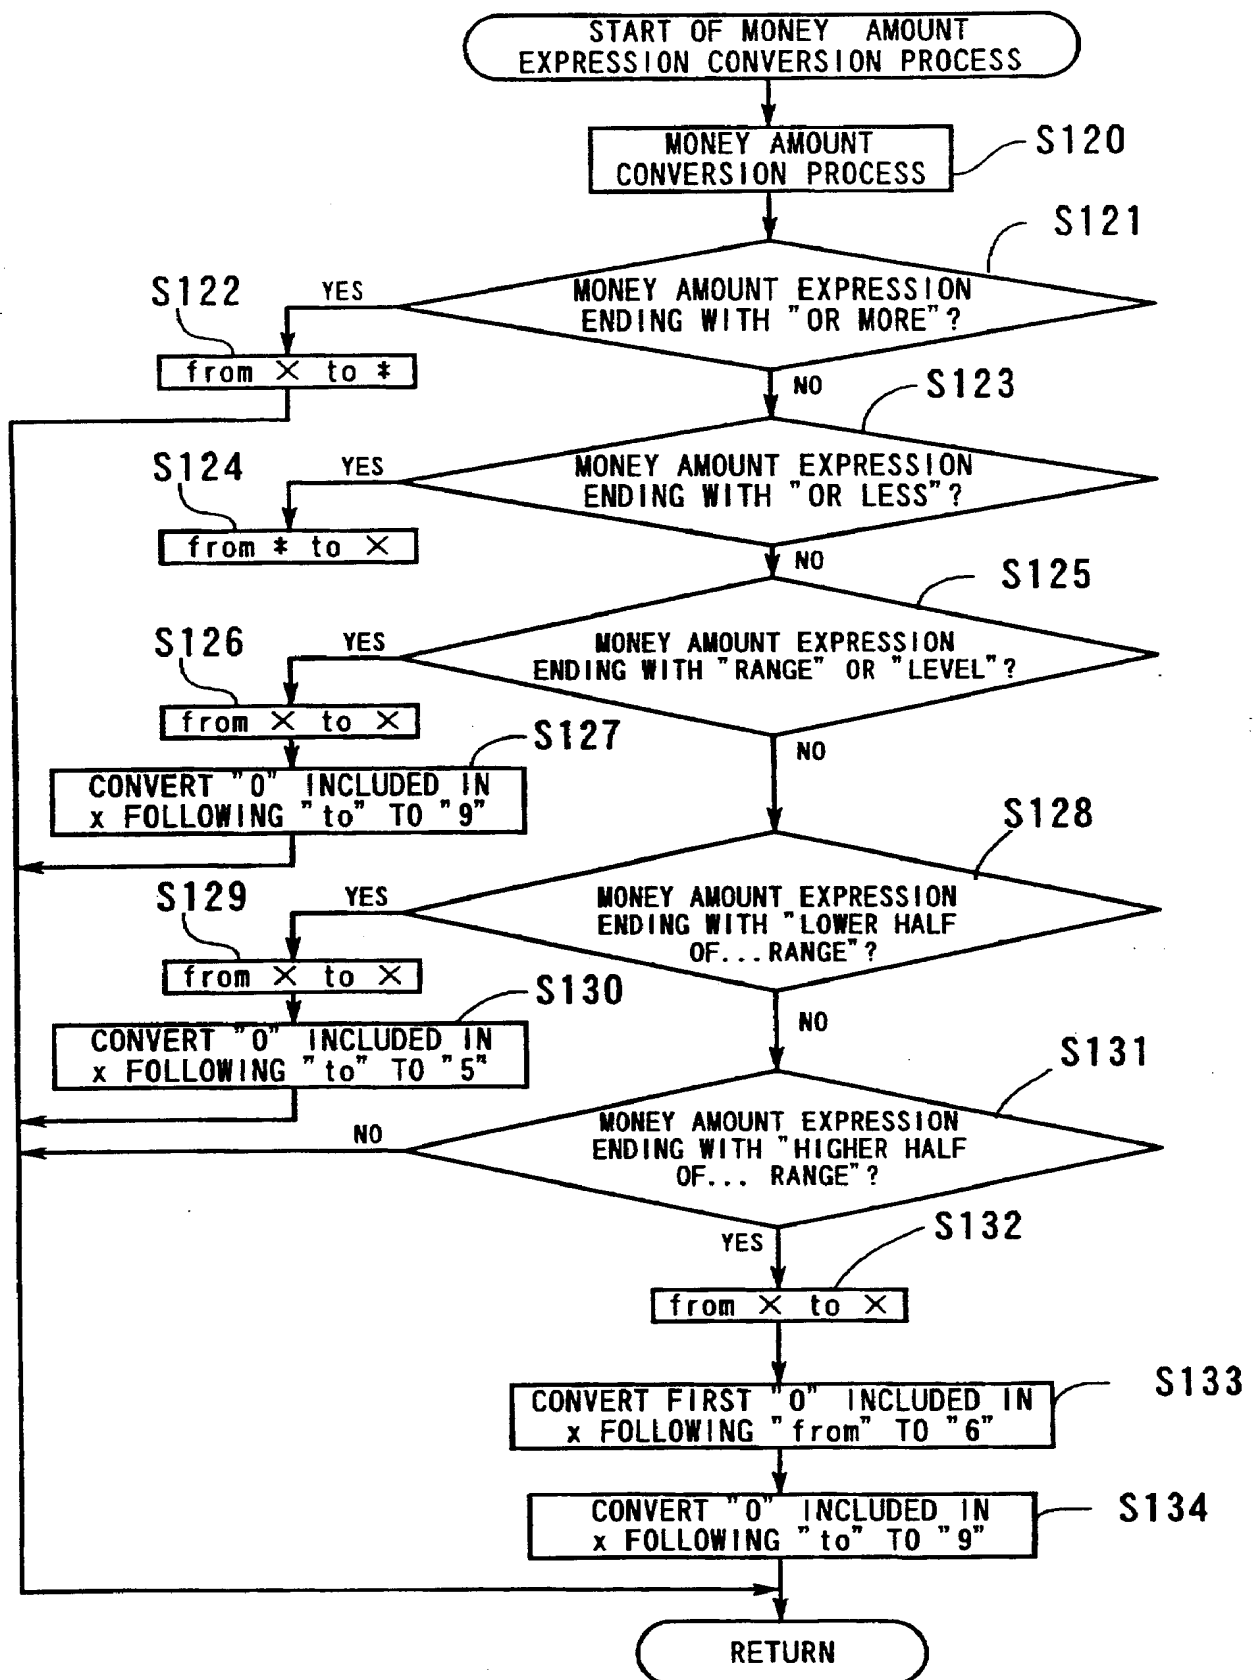 START OF MONEY AMOUNT
EXPRESSION CONVERSION PROCESS
MONEY AMOUNT
CONVERSION PROCESS
S120
S121
MONEY AMOUNT EXPRESSION
ENDING WITH "OR MORE"?
YES
S122
from × to *
NO
S123
MONEY AMOUNT EXPRESSION
ENDING WITH "OR LESS"?
YES
S124
from * to ×
NO
S125
MONEY AMOUNT EXPRESSION
ENDING WITH "RANGE" OR "LEVEL"?
YES
S126
from × to ×
S127
CONVERT "0" INCLUDED IN
x FOLLOWING "to" TO "9"
NO
S128
MONEY AMOUNT EXPRESSION
ENDING WITH "LOWER HALF
OF...RANGE"?
YES
S129
from × to ×
S130
CONVERT "0" INCLUDED IN
x FOLLOWING "to" TO "5"
NO
S131
MONEY AMOUNT EXPRESSION
ENDING WITH "HIGHER HALF
OF... RANGE"?
NO
YES
S132
from × to ×
S133
CONVERT FIRST "0" INCLUDED IN
x FOLLOWING "from" TO "6"
S134
CONVERT "0" INCLUDED IN
x FOLLOWING "to" TO "9"
RETURN